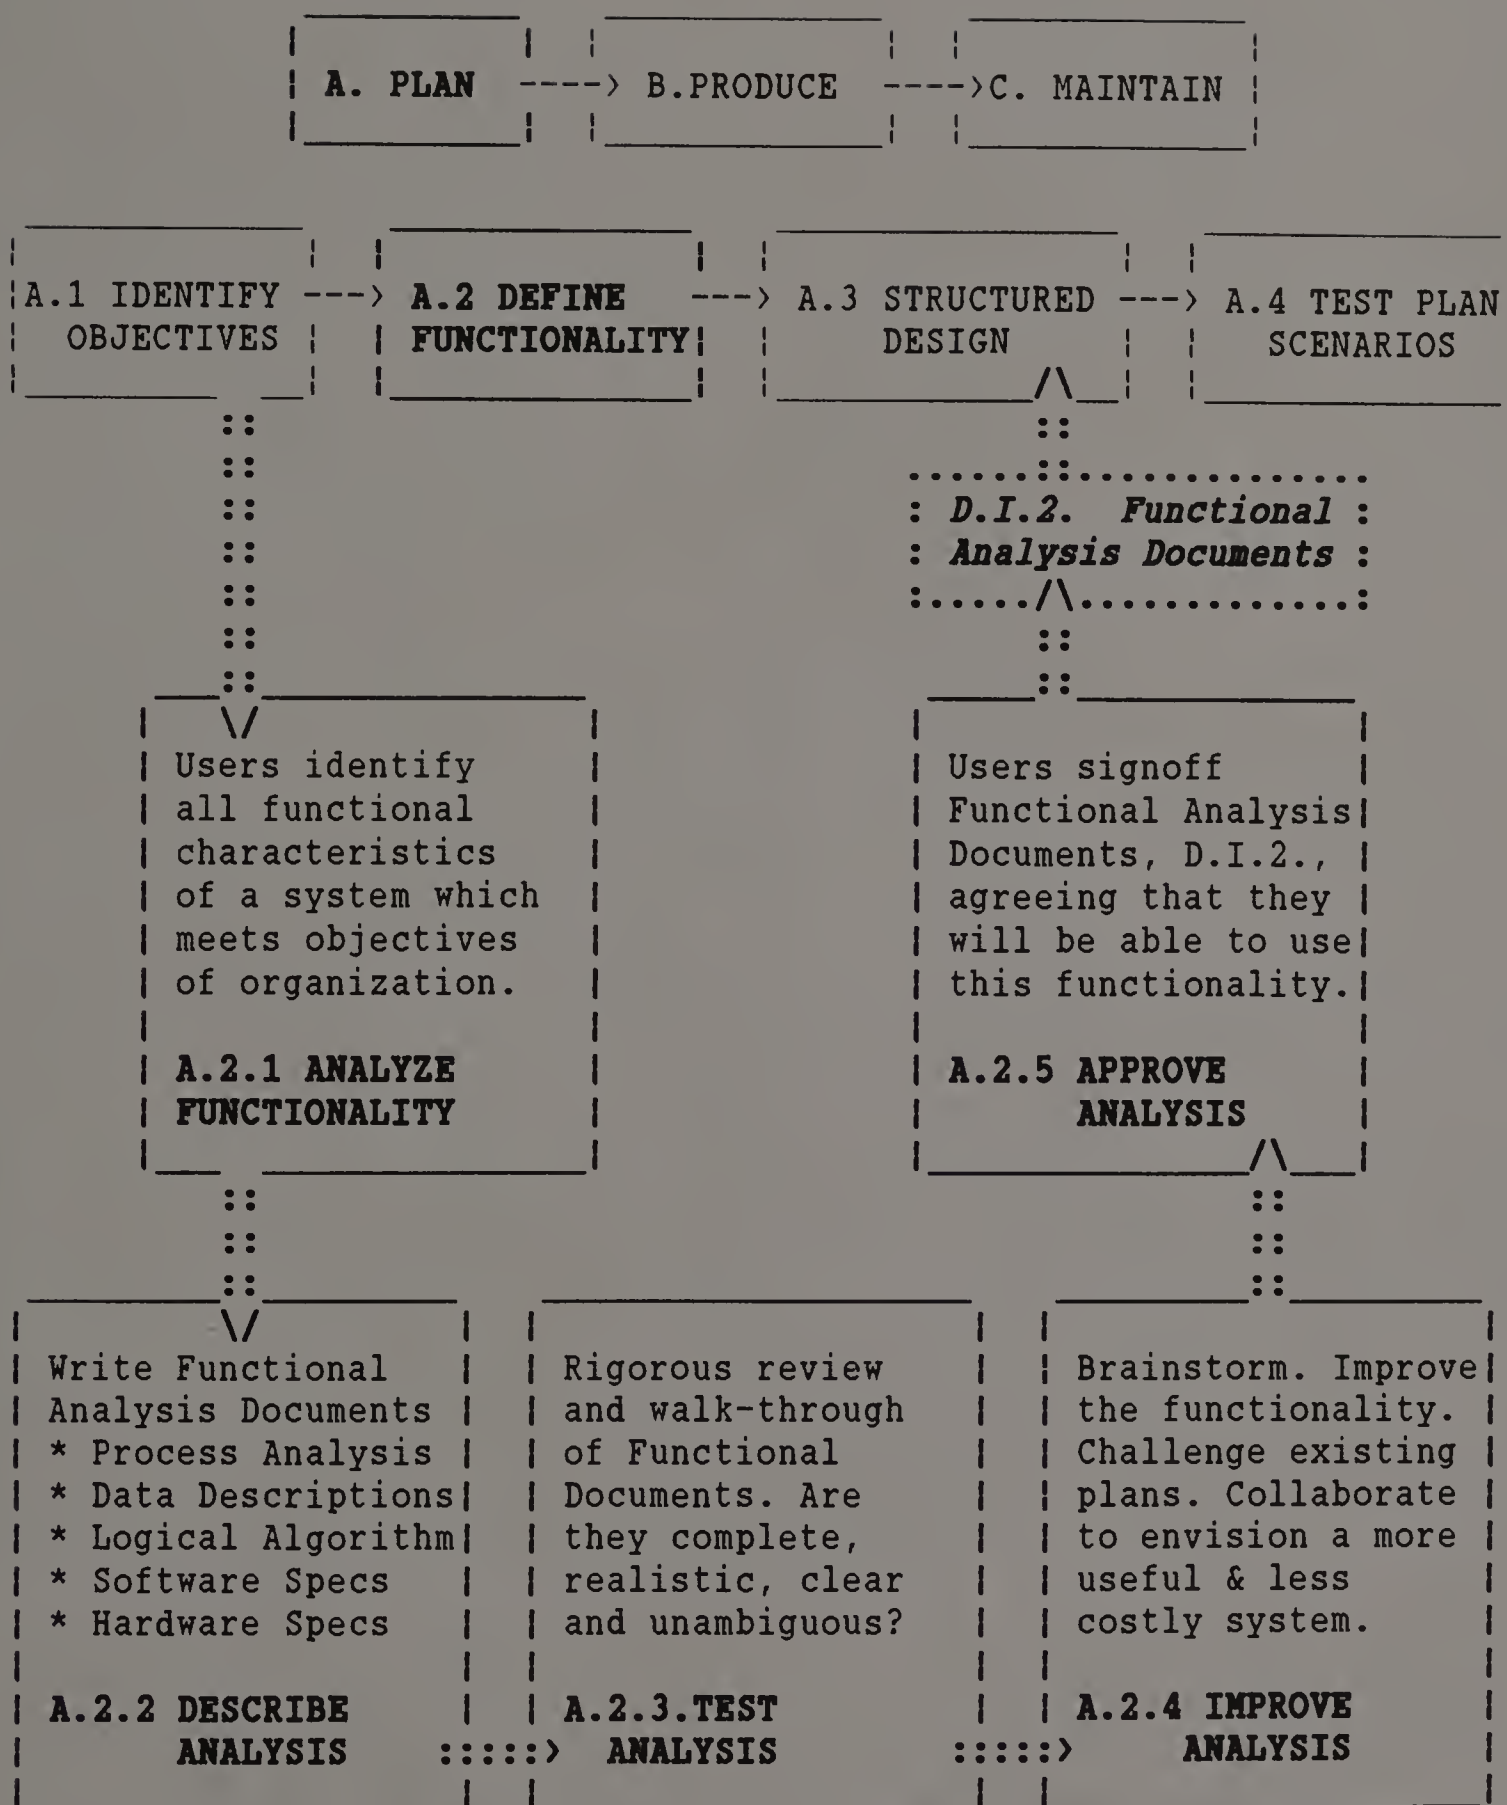 A. PLAN ----> B.PRODUCE ---->C. MAINTAIN
A.1 IDENTIFY ---> A.2 DEFINE ---> A.3 STRUCTURED ---> A.4 TEST PLAN
OBJECTIVES FUNCTIONALITY DESIGN SCENARIOS
D.I.2. Functional
Analysis Documents
Users identify
all functional
characteristics
of a system which
meets objectives
of organization.
A.2.1 ANALYZE
FUNCTIONALITY
Users signoff
Functional Analysis
Documents, D.I.2.,
agreeing that they
will be able to use
this functionality.
A.2.5 APPROVE
ANALYSIS
Write Functional
Analysis Documents
* Process Analysis
* Data Descriptions
* Logical Algorithm
* Software Specs
* Hardware Specs
A.2.2 DESCRIBE
ANALYSIS :::::>
Rigorous review
and walk-through
of Functional
Documents. Are
they complete,
realistic, clear
and unambiguous?
A.2.3.TEST
ANALYSIS :::::>
Brainstorm. Improve
the functionality.
Challenge existing
plans. Collaborate
to envision a more
useful & less
costly system.
A.2.4 IMPROVE
ANALYSIS